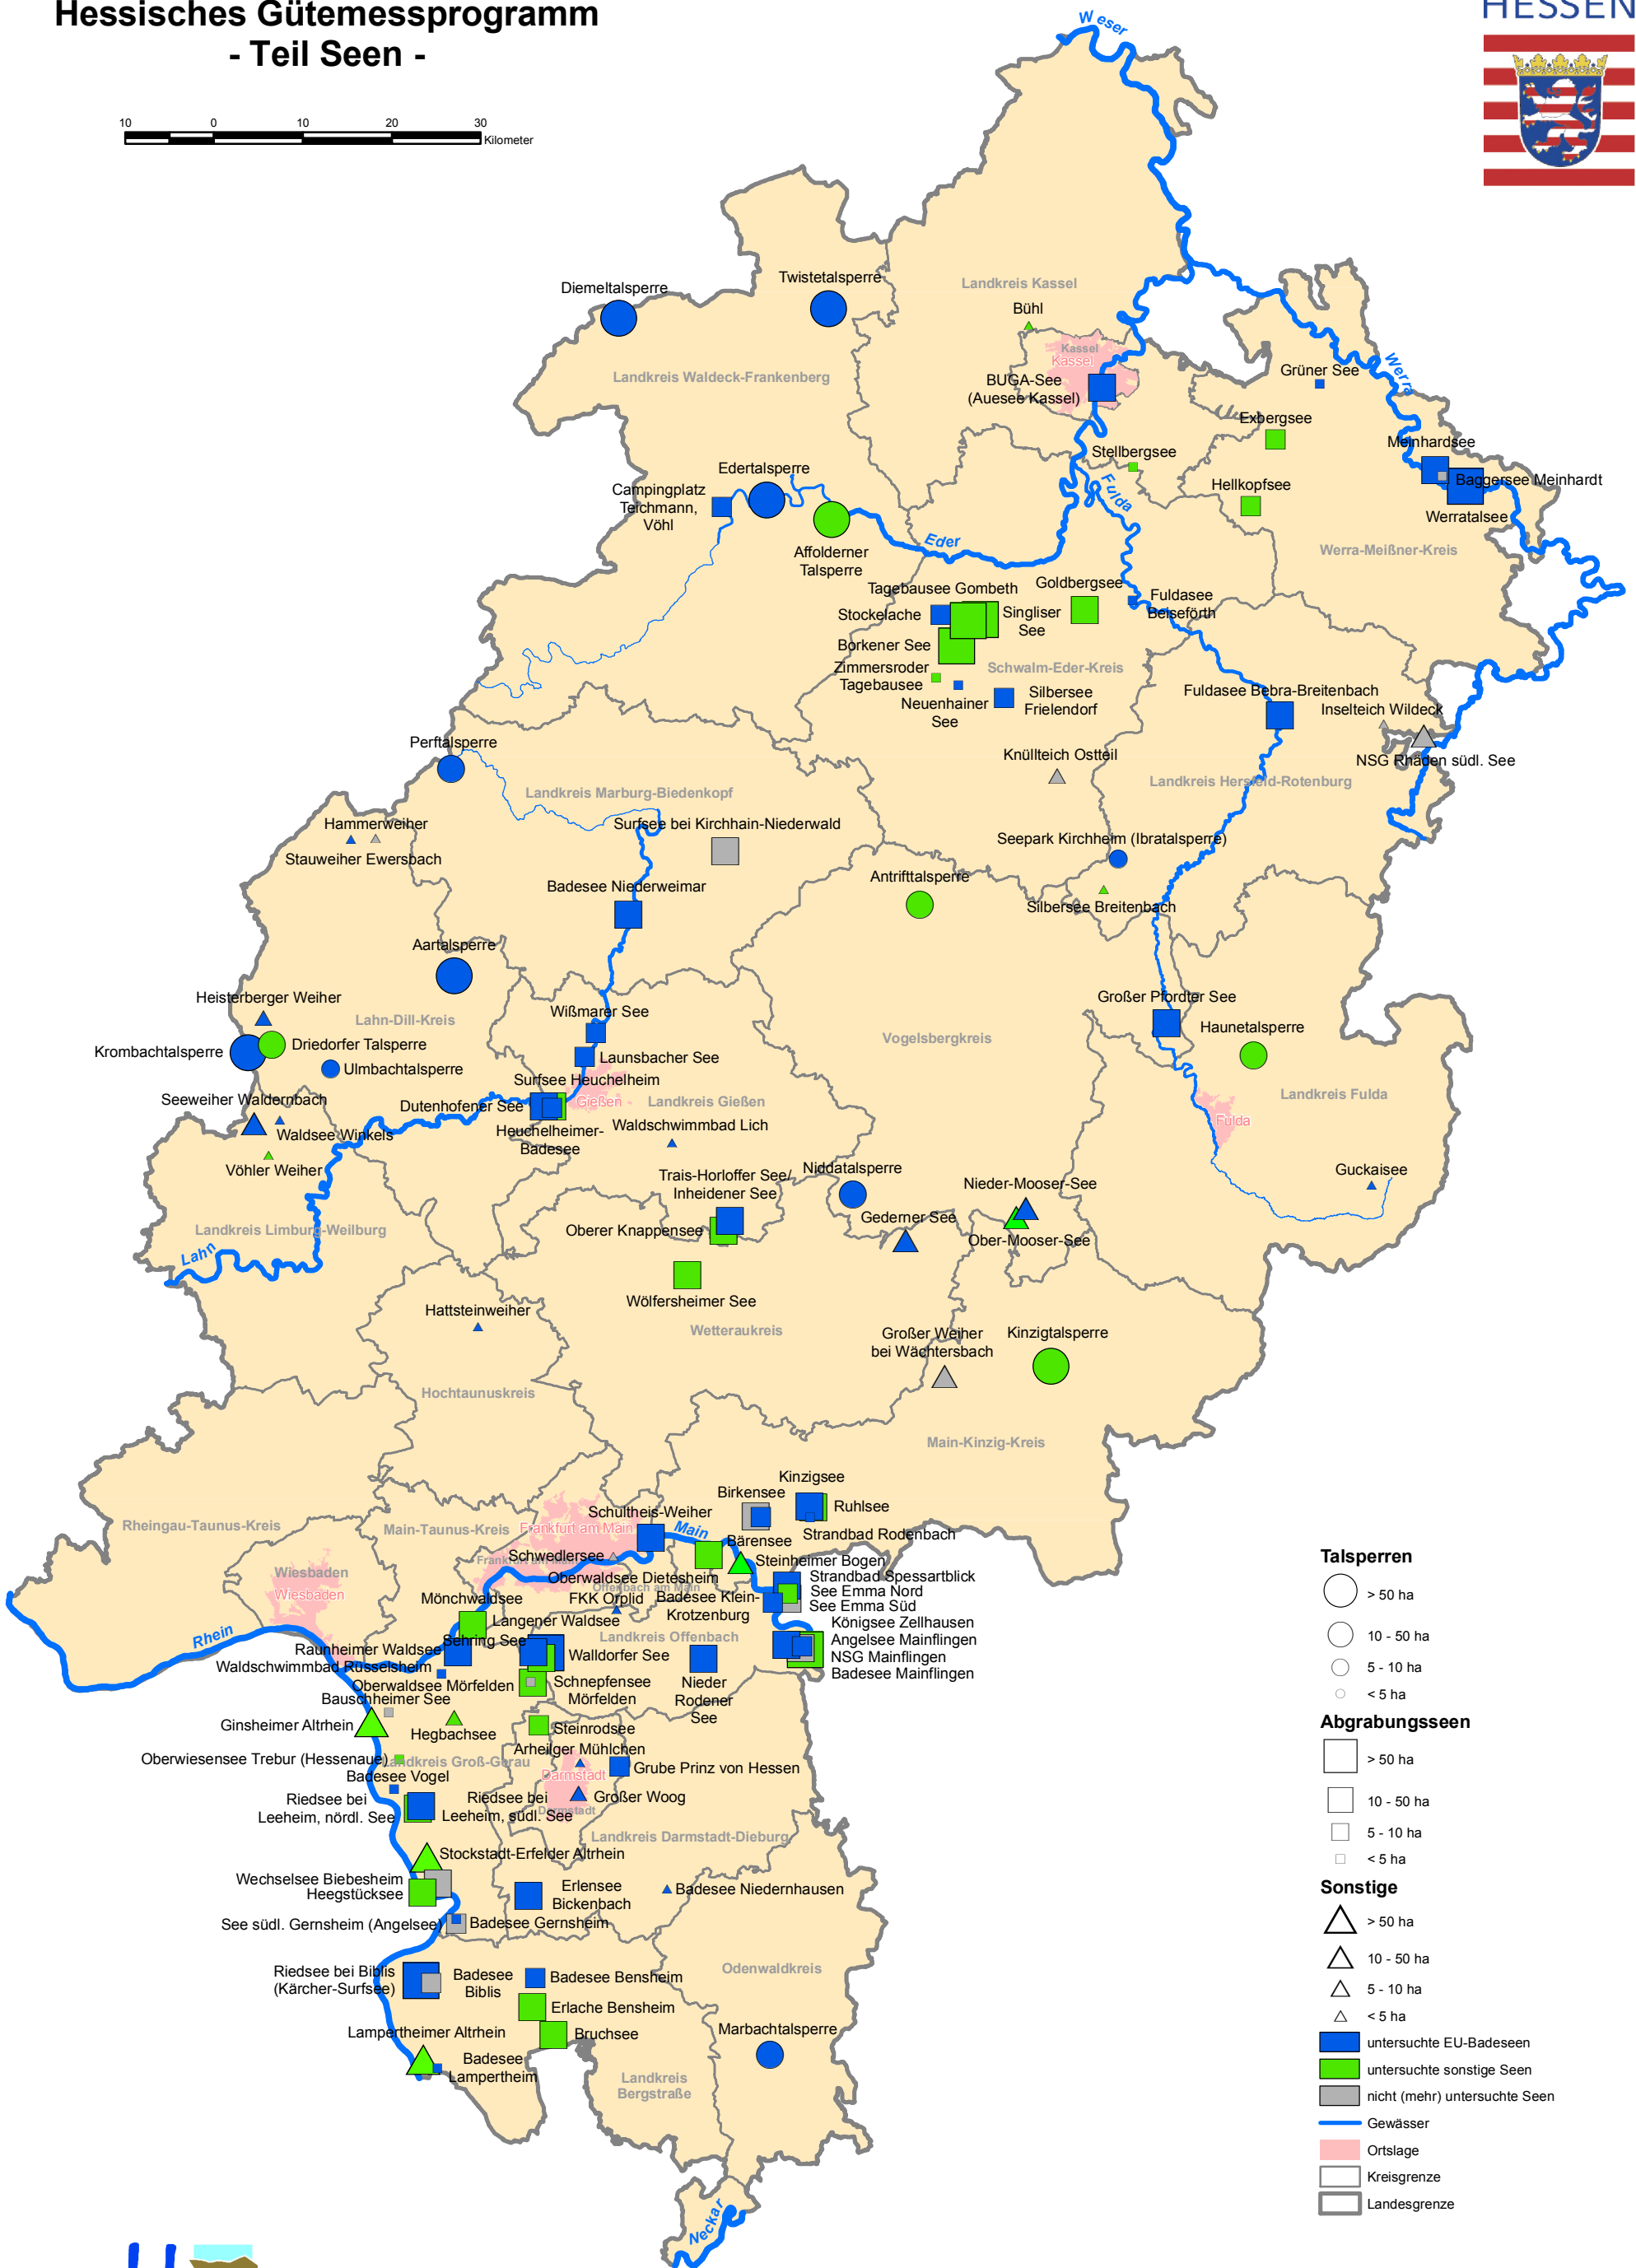 Hessisches Gütemessprogramm
- Teil Seen -
HESSEN
10 0 10 20 30
Kilometer
Weser
Diemeltalsperre
Twistetalsperre
Landkreis Kassel
Bühl
Kassel
Kassel
Landkreis Waldeck-Frankenberg
BUGA-See
(Auesee Kassel)
Grüner See
Werra
Exbergsee
Meinhardsee
Stellbergsee
Edertalsperre
Campingplatz
Teichmann,
Vöhl
Fulda
Hellkopfsee
Baggersee Meinhardt
Werratalsee
Affolderner
Talsperre
Eder
Werra-Meißner-Kreis
Tagebausee Gombeth
Goldbergsee
Stockelache
Singliser
See
Fuldasee
Beiseförth
Borkener See
Zimmersroder
Tagebausee
Schwalm-Eder-Kreis
Neuenhainer
See
Silbersee
Frielendorf
Fuldasee Bebra-Breitenbach
Inselteich Wildeck
NSG Rhäden südl. See
Perftalsperre
Knüllteich Ostteil
Landkreis Hersfeld-Rotenburg
Landkreis Marburg-Biedenkopf
Hammerweiher
Stauweiher Ewersbach
Surfsee bei Kirchhain-Niederwald
Seepark Kirchheim (Ibratalsperre)
Antrifttalsperre
Badesee Niederweimar
Silbersee Breitenbach
Aartalsperre
Heisterberger Weiher
Lahn-Dill-Kreis
Wißmarer See
Großer Pfordter See
Haunetalsperre
Krombachtalsperre
Driedorfer Talsperre
Vogelsbergkreis
Launsbacher See
Ulmbachtalsperre
Surfsee Heuchelheim
Seeweiher Waldernbach
Dutenhofener See
Gießen
Landkreis Gießen
Landkreis Fulda
Waldsee Winkels
Heuchelheimer-
Badesee
Waldschwimmbad Lich
Fulda
Vöhler Weiher
Trais-Horloffer See/
Inheidener See
Niddatalsperre
Guckaisee
Nieder-Mooser-See
Landkreis Limburg-Weilburg
Oberer Knappensee
Gederner See
Ober-Mooser-See
Lahn
Wölfersheimer See
Hattsteinweiher
Wetteraukreis
Großer Weiher
bei Wächtersbach
Kinzigtalsperre
Hochtaunuskreis
Main-Kinzig-Kreis
Kinzigsee
Birkensee
Ruhlsee
Schultheis-Weiher
Rheingau-Taunus-Kreis
Main-Taunus-Kreis
Frankfurt am Main
Main
Strandbad Rodenbach
Bärensee
Schwedlersee
Frankfurt am Main
Steinheimer Bogen
Wiesbaden
Wiesbaden
Oberwaldsee Dietesheim
Offenbach am Main
Strandbad Spessartblick
See Emma Nord
See Emma Süd
Mönchwaldsee
FKK Orplid
Badesee Klein-
Krotzenburg
Langener Waldsee
Königsee Zellhausen
Rhein
Sehring See
Landkreis Offenbach
Angelsee Mainflingen
Raunheimer Waldsee
Walldorfer See
NSG Mainflingen
Waldschwimmbad Rüsselsheim
Badesee Mainflingen
Oberwaldsee Mörfelden
Schnepfensee
Mörfelden
Nieder
Rodener
See
Bauschheimer See
Ginsheimer Altrhein
Hegbachsee
Steinrodsee
Arheilger Mühlchen
Oberwiesensee Trebur (Hessenaue)
Landkreis Groß-Gerau
Grube Prinz von Hessen
Badesee Vogel
Darmstadt
Riedsee bei
Leeheim, nördl. See
Riedsee bei
Leeheim, südl. See
Großer Woog
Darmstadt
Landkreis Darmstadt-Dieburg
Stockstadt-Erfelder Altrhein
Wechselsee Biebesheim
Heegstücksee
Erlensee
Bickenbach
Badesee Niedernhausen
See südl. Gernsheim (Angelsee)
Badesee Gernsheim
Riedsee bei Biblis
(Kärcher-Surfsee)
Badesee
Biblis
Badesee Bensheim
Odenwaldkreis
Erlache Bensheim
Lampertheimer Altrhein
Bruchsee
Marbachtalsperre
Badesee
Lampertheim
Landkreis
Bergstraße
Neckar
Talsperren
> 50 ha
10 - 50 ha
5 - 10 ha
< 5 ha
Abgrabungsseen
> 50 ha
10 - 50 ha
5 - 10 ha
< 5 ha
Sonstige
> 50 ha
10 - 50 ha
5 - 10 ha
< 5 ha
untersuchte EU-Badeseen
untersuchte sonstige Seen
nicht (mehr) untersuchte Seen
Gewässer
Ortslage
Kreisgrenze
Landesgrenze